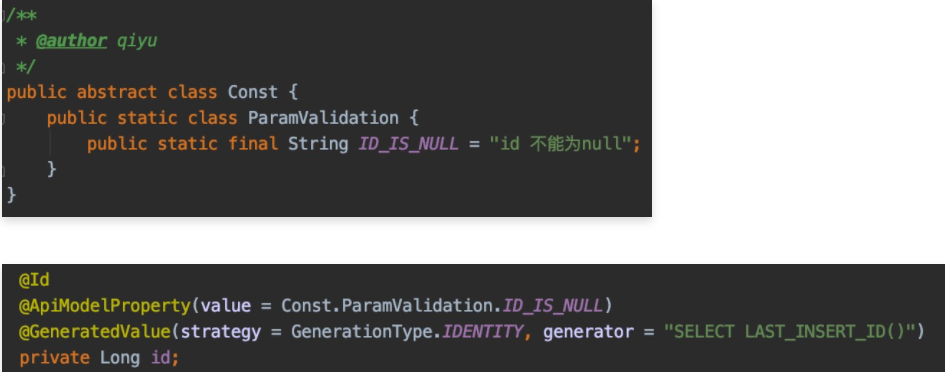 /**
 * @author qiyu
 */
public abstract class Const {
    public static class ParamValidation {
        public static final String ID_IS_NULL = "id 不能为null";
    }
}
@Id
@ApiModelProperty(value = Const.ParamValidation.ID_IS_NULL)
@GeneratedValue(strategy = GenerationType.IDENTITY, generator = "SELECT LAST_INSERT_ID()")
private Long id;